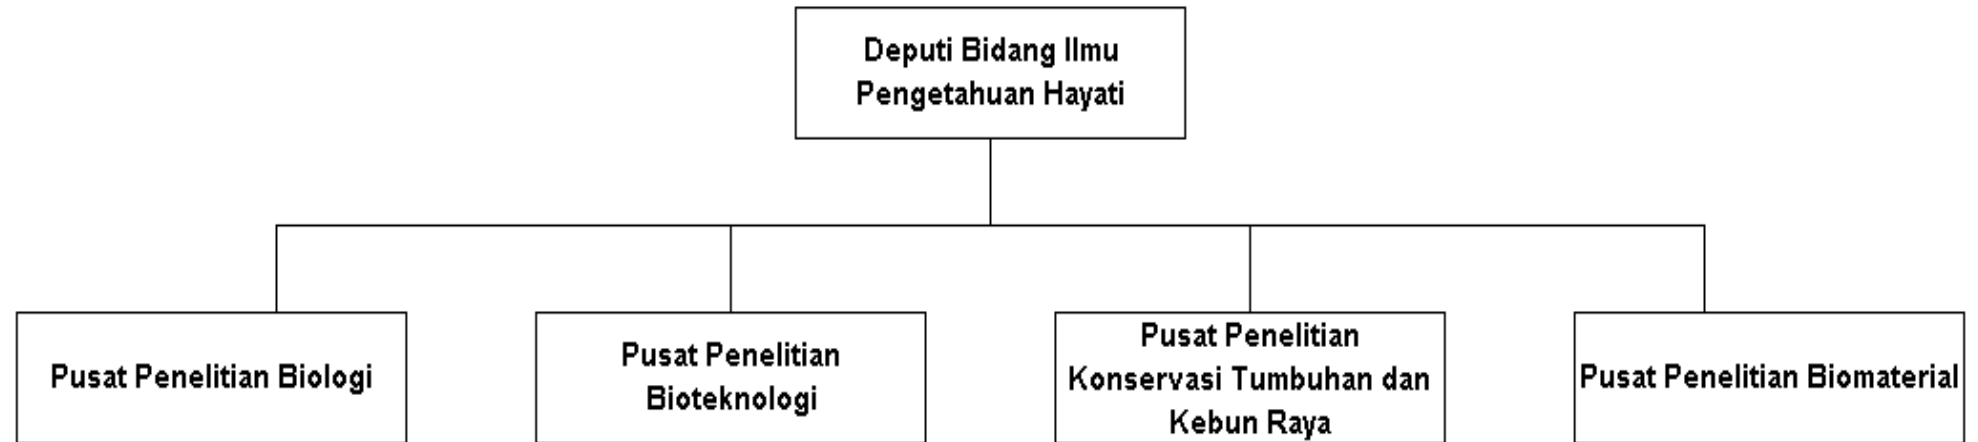 Deputi Bidang Ilmu
Pengetahuan Hayati
Pusat Penelitian Biologi
Pusat Penelitian
Bioteknologi
Pusat Penelitian
Konservasi Tumbuhan dan
Kebun Raya
Pusat Penelitian Biomaterial